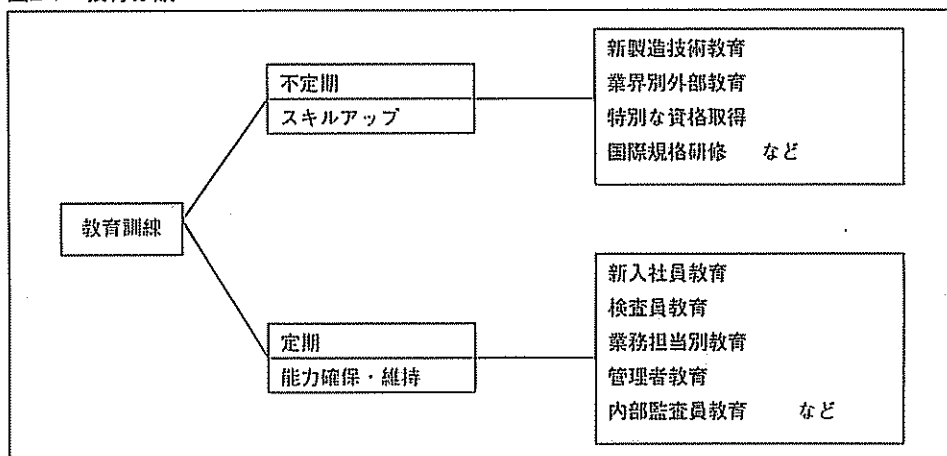 教育訓練
不定期
スキルアップ
新製造技術教育
業界別外部教育
特別な資格取得
国際規格研修 など
定期
能力確保・維持
新入社員教育
検査員教育
業務担当別教育
管理者教育
内部監査員教育 など